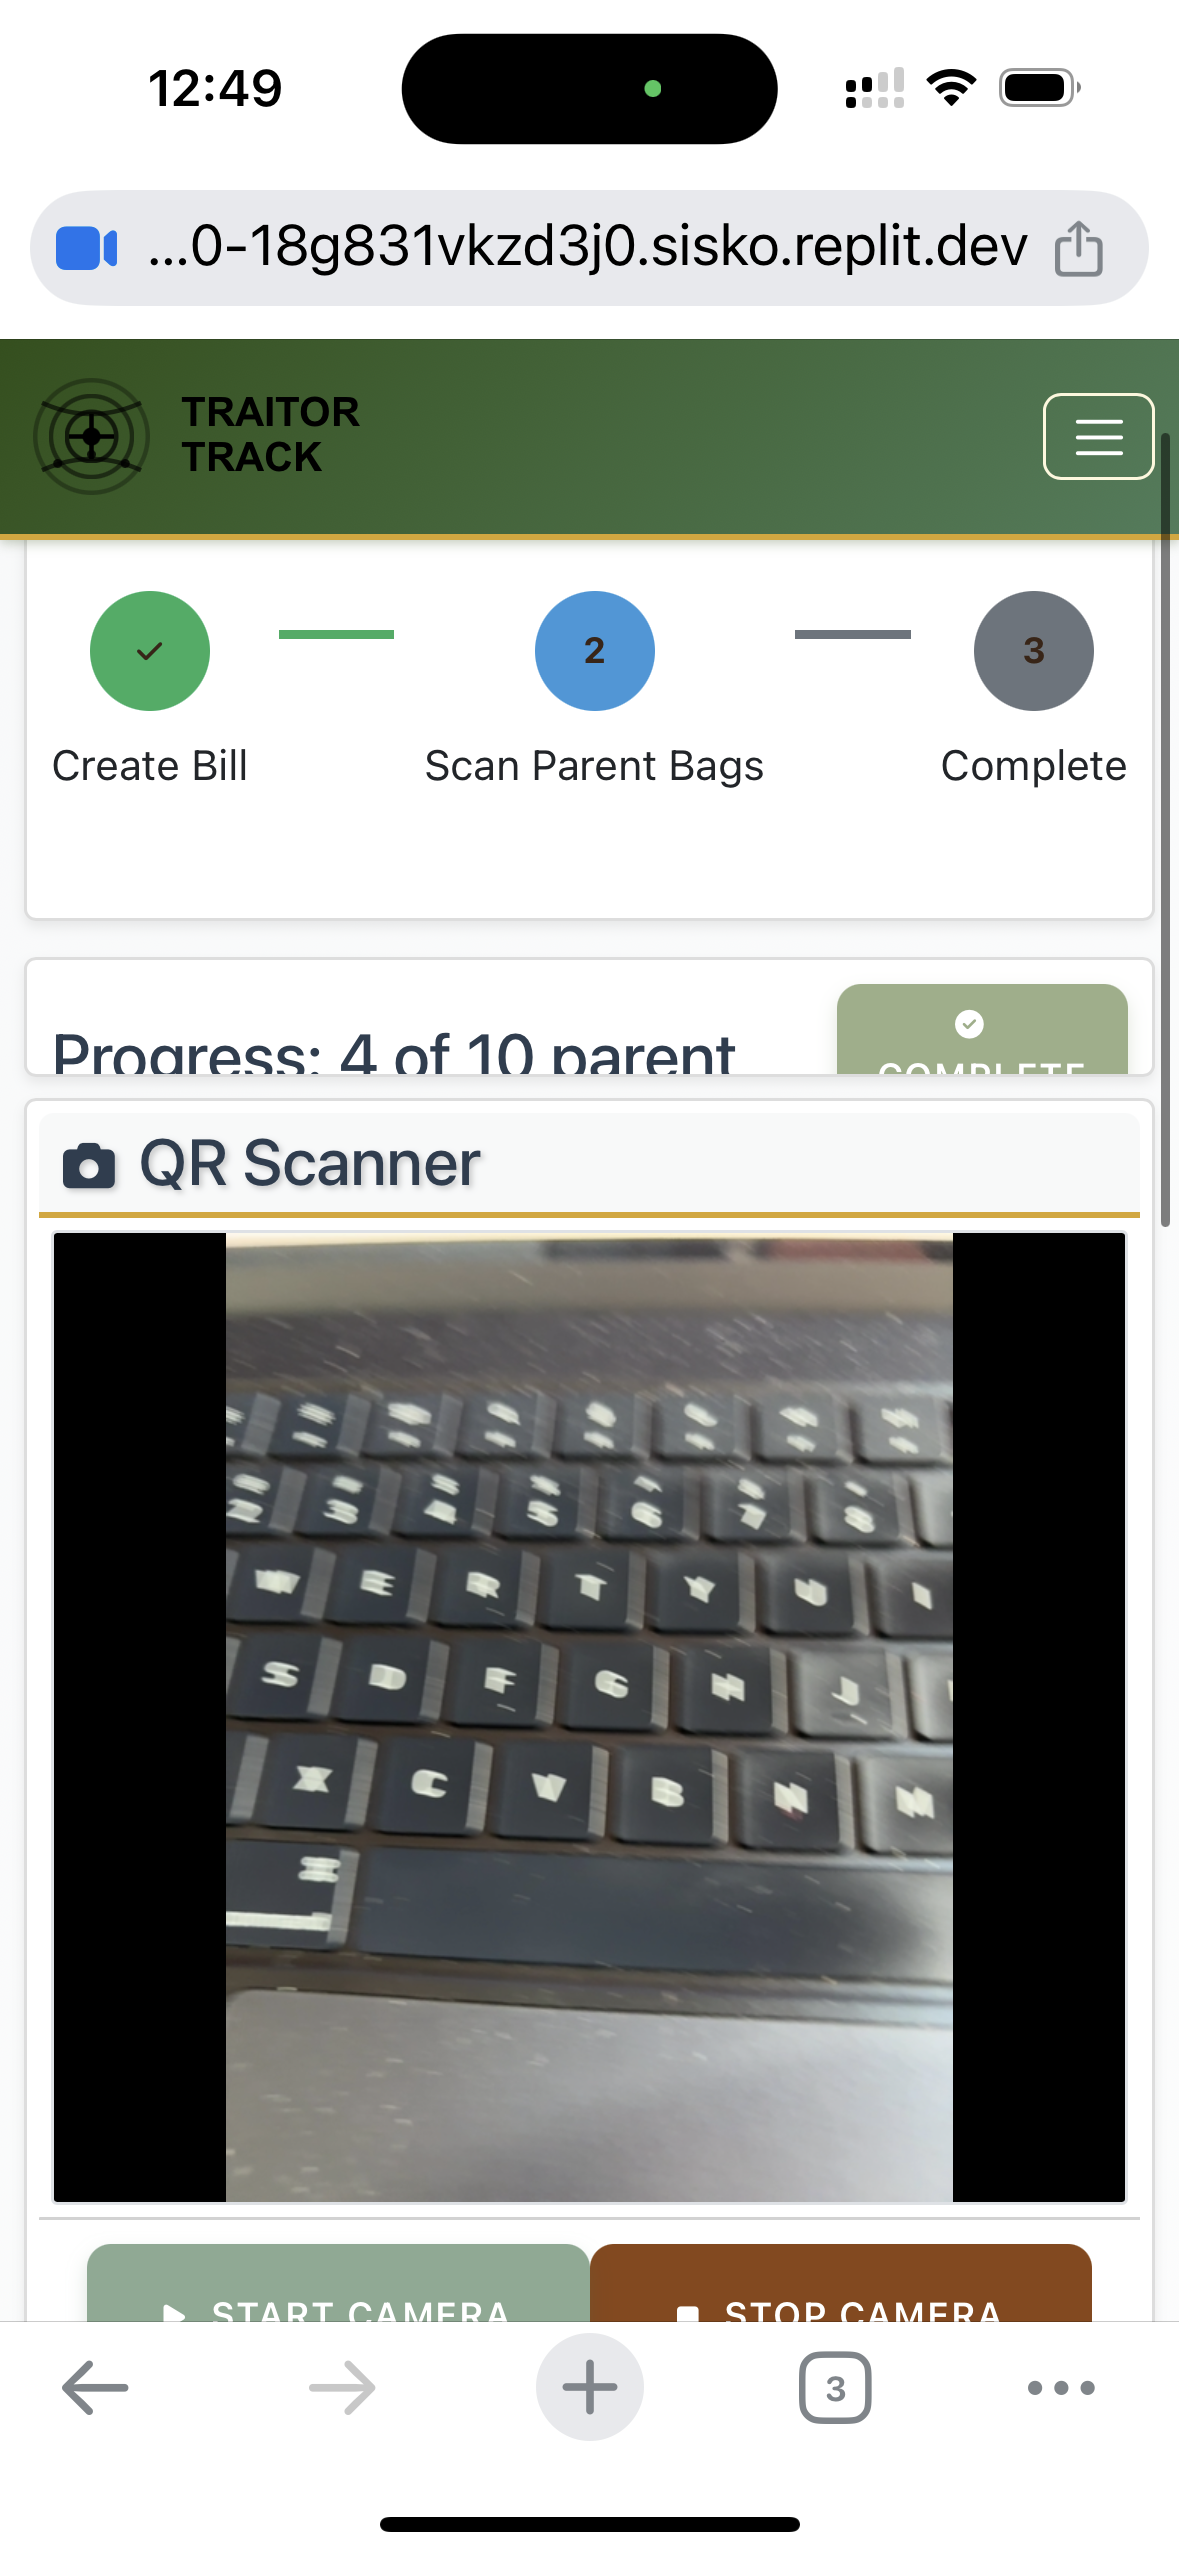 12:49
...0-18g831vkzd3j0.sisko.replit.dev
TRAITOR
TRACK
2
3
Create Bill
Scan Parent Bags
Complete
Progress: 4 of 10 parent
COMPLETE
QR Scanner
W E R T Y U I
S D F G H J
X C V B N M
START CAMERA
STOP CAMERA
3